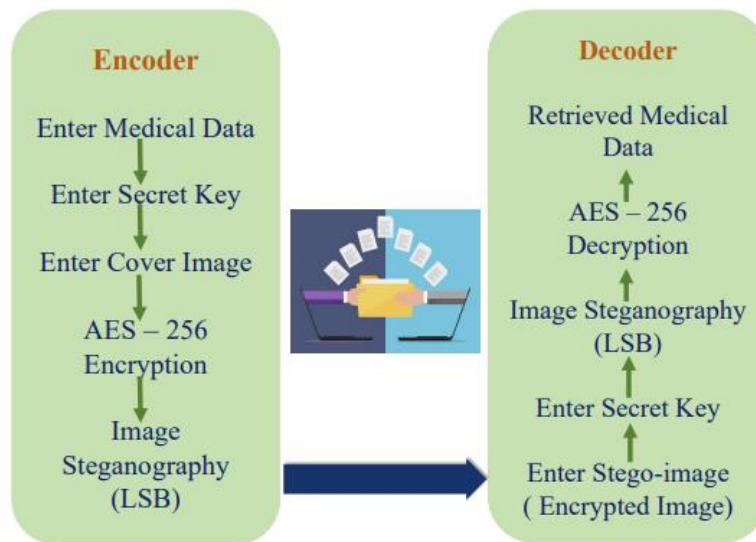 Encoder
Enter Medical Data
Enter Secret Key
Enter Cover Image
AES – 256
Encryption
Image
Steganography
(LSB)
Decoder
Retrieved Medical
Data
AES – 256
Decryption
Image Steganography
(LSB)
Enter Secret Key
Enter Stego-image
( Encrypted Image)